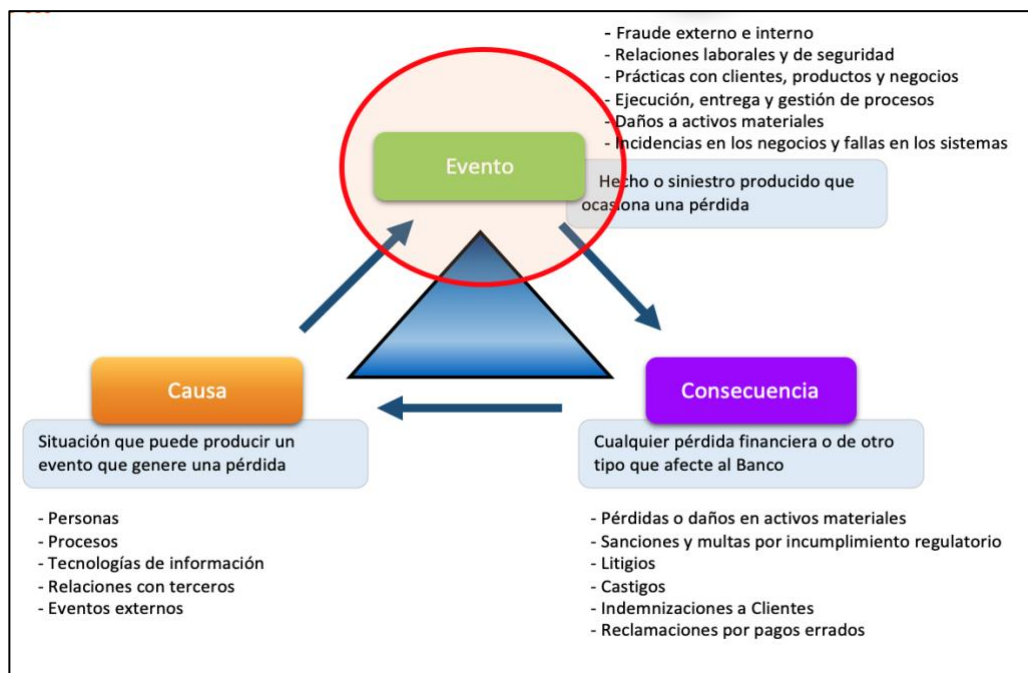 - Fraude externo e interno
- Relaciones laborales y de seguridad
- Prácticas con clientes, productos y negocios
- Ejecución, entrega y gestión de procesos
- Daños a activos materiales
- Incidencias en los negocios y fallas en los sistemas
Evento
Hecho o siniestro producido que
ocasiona una pérdida
Causa
Situación que puede producir un
evento que genere una pérdida
- Personas
- Procesos
- Tecnologías de información
- Relaciones con terceros
- Eventos externos
Consecuencia
Cualquier pérdida financiera o de otro
tipo que afecte al Banco
- Pérdidas o daños en activos materiales
- Sanciones y multas por incumplimiento regulatorio
- Litigios
- Castigos
- Indemnizaciones a Clientes
- Reclamaciones por pagos errados